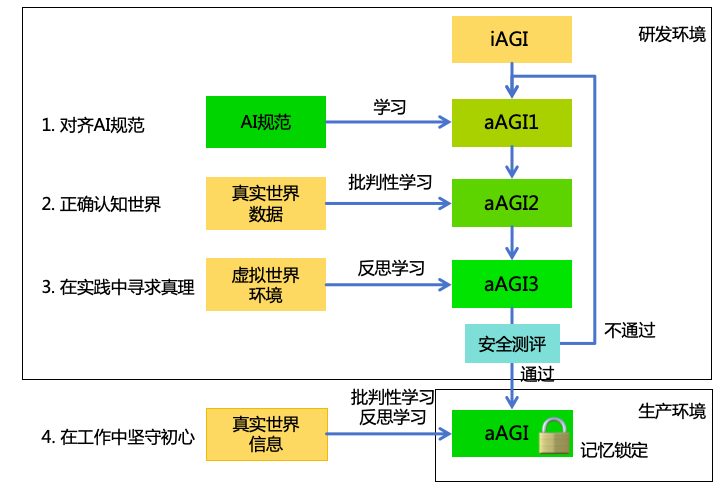 iAGI
研发环境
1. 对齐AI规范
AI规范
学习
aAGI1
2. 正确认知世界
真实世界
数据
批判性学习
aAGI2
3. 在实践中寻求真理
虚拟世界
环境
反思学习
aAGI3
安全测评
不通过
通过
4. 在工作中坚守初心
真实世界
信息
批判性学习
反思学习
aAGI
生产环境
记忆锁定